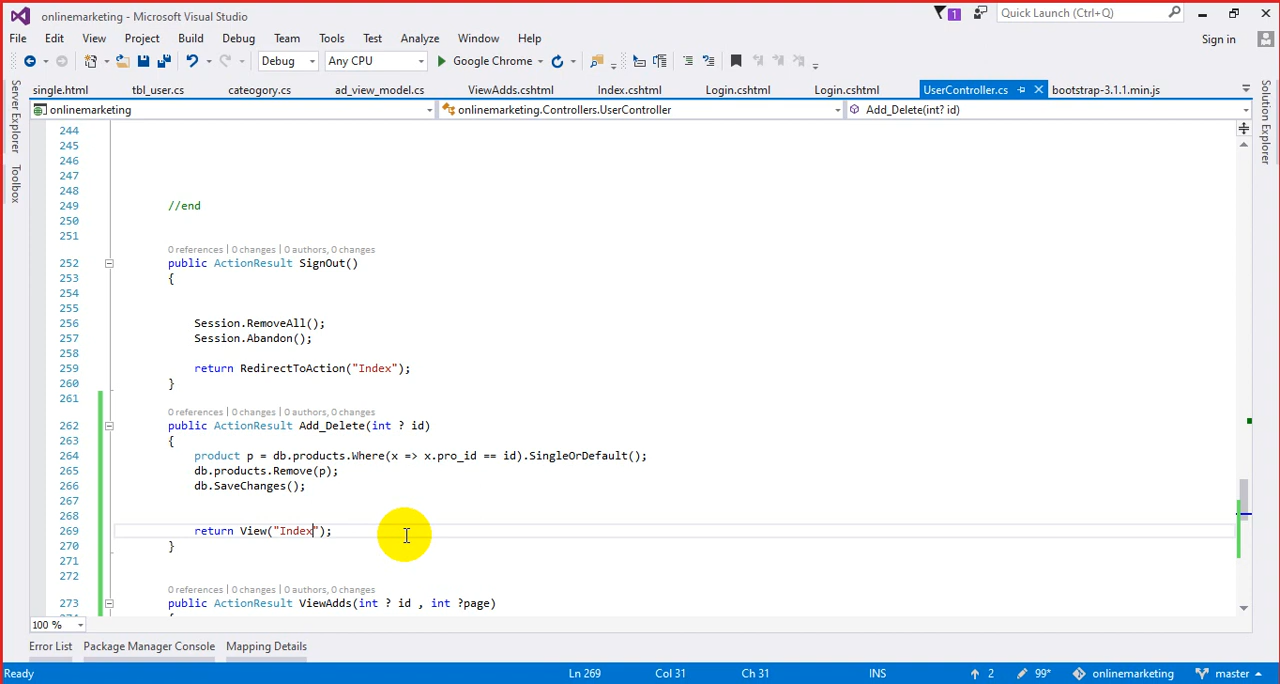 onlinemarketing - Microsoft Visual Studio
1
Quick Launch (Ctrl+Q)
File Edit View Project Build Debug Team Tools Test Analyze Window Help
Sign in
Debug Any CPU Google Chrome
single.html tbl_user.cs cateogory.cs ad_view_model.cs ViewAdds.cshtml Index.cshtml Login.cshtml Login.cshtml UserController.cs bootstrap-3.1.1.min.js
onlinemarketing onlinemarketing.Controllers.UserController Add_Delete(int? id)
Server Explorer
Toolbox
Solution Explorer
244
245
246
247
248
249 //end
250
251
0 references | 0 changes | 0 authors, 0 changes
252 public ActionResult SignOut()
253 {
254
255
256 Session.RemoveAll();
257 Session.Abandon();
258
259 return RedirectToAction("Index");
260 }
261
0 references | 0 changes | 0 authors, 0 changes
262 public ActionResult Add_Delete(int ? id)
263 {
264 product p = db.products.Where(x => x.pro_id == id).SingleOrDefault();
265 db.products.Remove(p);
266 db.SaveChanges();
267
268
269 return View("Index");
270 }
271
272
0 references | 0 changes | 0 authors, 0 changes
273 public ActionResult ViewAdds(int ? id , int ?page)
100 %
Error List Package Manager Console Mapping Details
Ready Ln 269 Col 31 Ch 31 INS 2 99* onlinemarketing master